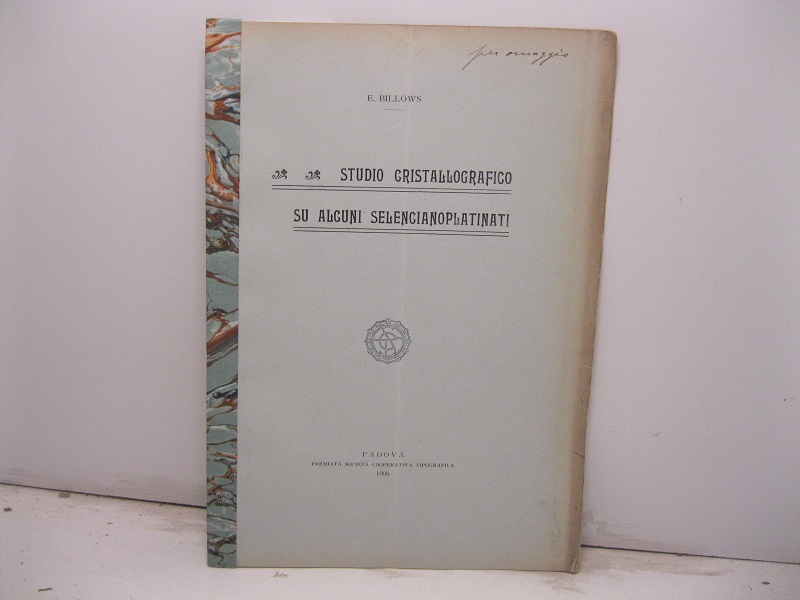 per omaggio
E. BILLOWS
STUDIO CRISTALLOGRAFICO
SU ALCUNI SELENCIANOPLATINATI
PADOVA
PREMIATA SOCIETÀ COOPERATIVA TIPOGRAFICA
1906